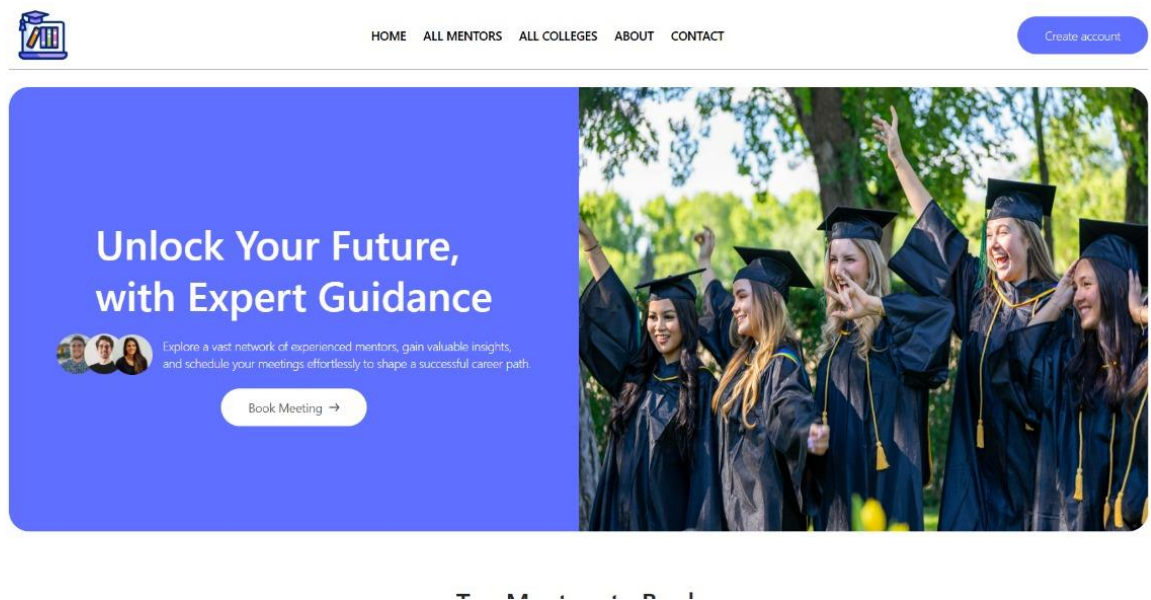 HOME ALL MENTORS ALL COLLEGES ABOUT CONTACT
Create account
Unlock Your Future,
with Expert Guidance
Explore a vast network of experienced mentors, gain valuable insights,
and schedule your meetings effortlessly to shape a successful career path.
Book Meeting →